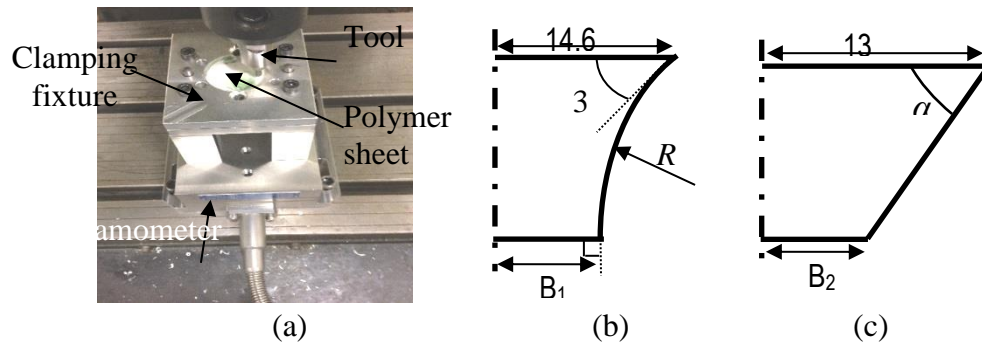 Tool
Clamping
fixture
Polymer
sheet
amometer
(a)
14.6
3
R
B₁
(b)
13
α
B₂
(c)